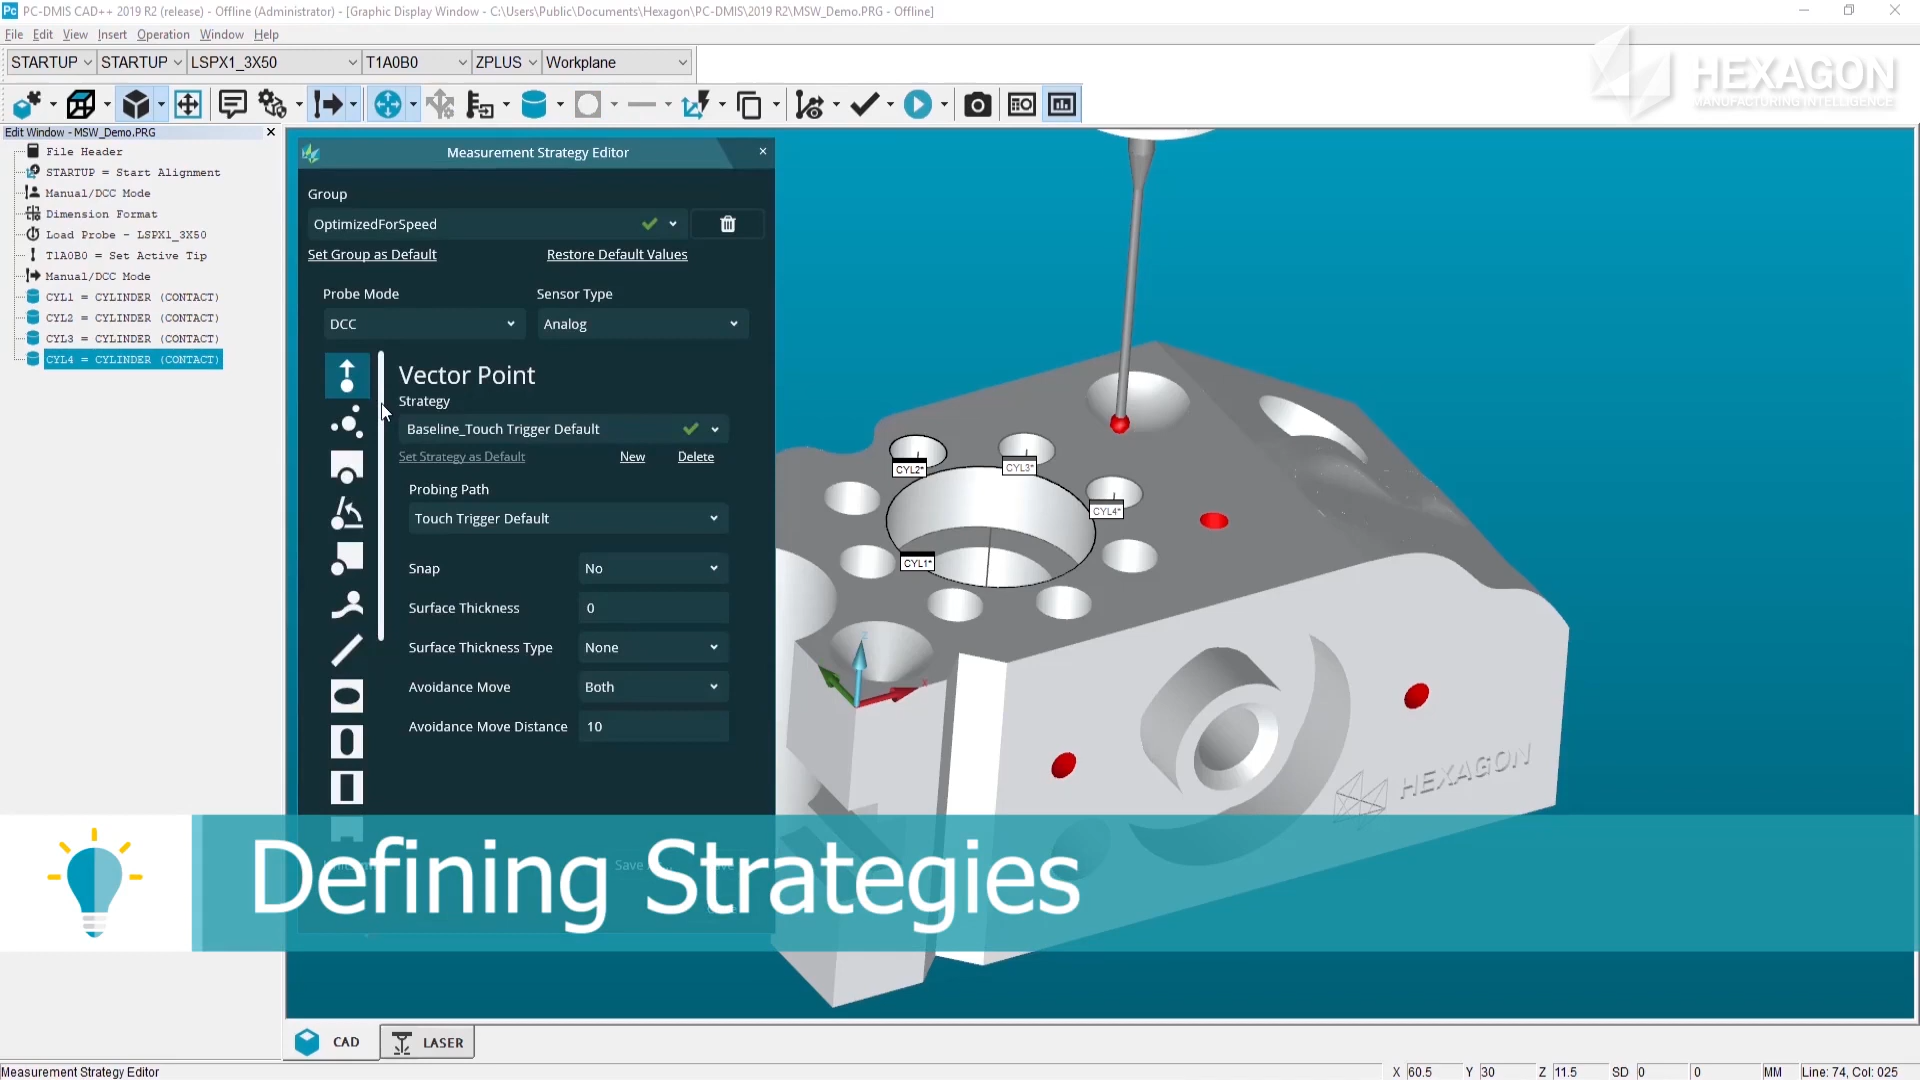 PC-DMIS CAD++ 2019 R2 (release) - Offline (Administrator) - [Graphic Display Window - C:\Users\Public\Documents\Hexagon\PC-DMIS\2019 R2\MSW_Demo.PRG - Offline]
File Edit View Insert Operation Window Help
STARTUP STARTUP LSPX1_3X50 T1A0B0 ZPLUS Workplane
HEXAGON
MANUFACTURING INTELLIGENCE
Edit Window - MSW_Demo.PRG
File Header
STARTUP = Start Alignment
Manual/DCC Mode
Dimension Format
Load Probe - LSPX1_3X50
T1A0B0 = Set Active Tip
Manual/DCC Mode
CYL1 = CYLINDER (CONTACT)
CYL2 = CYLINDER (CONTACT)
CYL3 = CYLINDER (CONTACT)
CYL4 = CYLINDER (CONTACT)
Measurement Strategy Editor
Group
OptimizedForSpeed
Set Group as Default Restore Default Values
Probe Mode Sensor Type
DCC Analog
Vector Point
Strategy
Baseline_Touch Trigger Default
Set Strategy as Default New Delete
Probing Path
Touch Trigger Default
Snap No
Surface Thickness 0
Surface Thickness Type None
Avoidance Move Both
Avoidance Move Distance 10
CYL2*
CYL3*
CYL4*
CYL1*
Z
X
HEXAGON
Save
Defining Strategies
CAD LASER
Measurement Strategy Editor X 60.5 Y 30 Z 11.5 SD 0 0 MM Line: 74, Col: 025